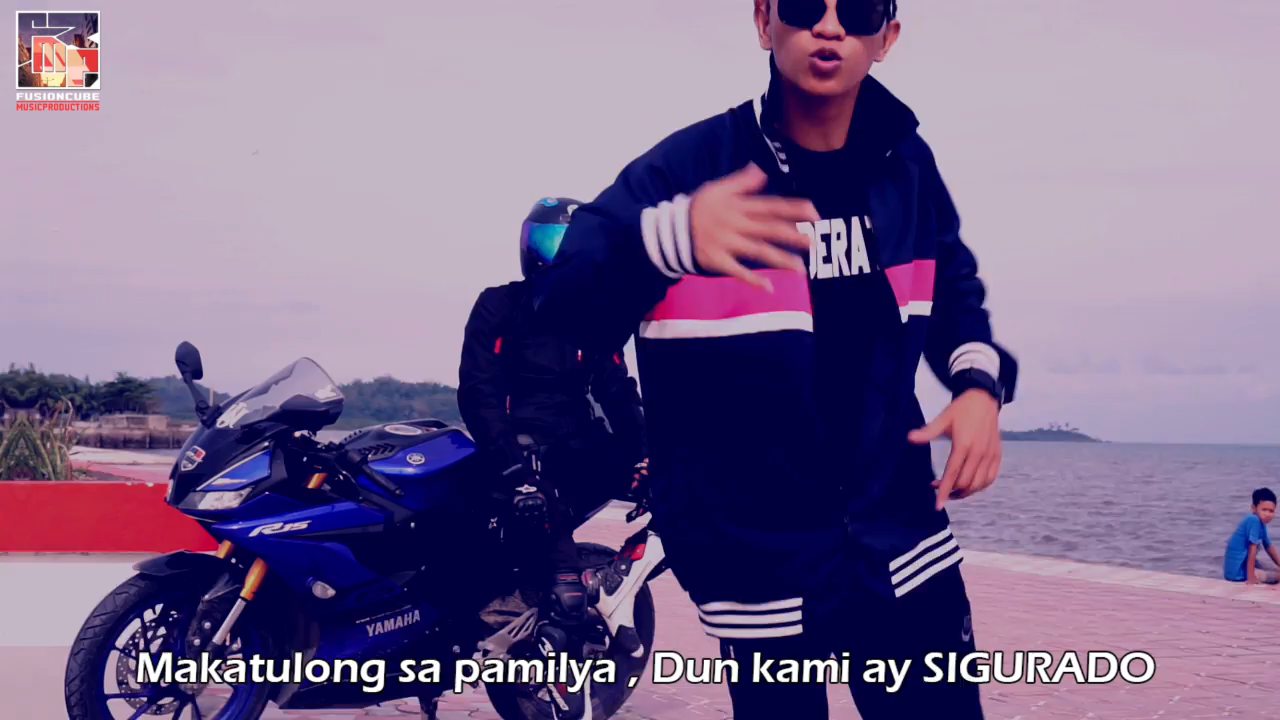 FUSIONCUBE
MUSICPRODUCTIONS
DERA
R15
YAMAHA
Makatulong sa pamilya , Dun kami ay SIGURADO